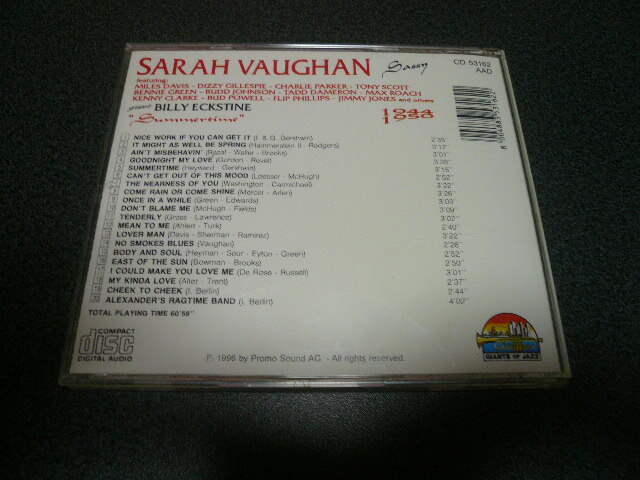 SARAH VAUGHAN Sassy
CD 53162
AAD
featuring:
MILES DAVIS - DIZZY GILLESPIE - CHARLIE PARKER - TONY SCOTT
BENNIE GREEN - BUDD JOHNSON - TADD DAMERON - MAX ROACH
KENNY CLARKE - BUD POWELL - FLIP PHILLIPS - JIMMY JONES and others
BILLY ECKSTINE
"Summertime"
1944
1950
NICE WORK IF YOU CAN GET IT (I. & G. Gershwin) 2'35"
IT MIGHT AS WELL BE SPRING (Hammerstein II - Rodgers) 3'12"
AIN'T MISBEHAVIN' (Razaf - Waller - Brooks) 3'01"
GOODNIGHT MY LOVE (Gordon - Revel)
SUMMERTIME (Heyward - Gershwin) 3'15"
CAN'T GET OUT OF THIS MOOD (Loesser - McHugh) 2'52"
THE NEARNESS OF YOU (Washington - Carmichael) 3'22"
COME RAIN OR COME SHINE (Mercer - Arlen) 3'26"
ONCE IN A WHILE (Green - Edwards) 3'03"
DON'T BLAME ME (McHugh - Fields) 3'09"
TENDERLY (Gross - Lawrence) 3'02"
MEAN TO ME (Ahlert - Turk) 2'40"
LOVER MAN (Davis - Sherman - Ramirez) 3'22"
NO SMOKES BLUES (Vaughan) 2'26"
BODY AND SOUL (Heyman - Sour - Eyton - Green) 2'52"
EAST OF THE SUN (Bowman - Brooks) 2'50"
I COULD MAKE YOU LOVE ME (De Rose - Russell) 3'01"
MY KINDA LOVE (Alter - Trent) 2'37"
CHEEK TO CHEEK (I. Berlin) 2'44"
ALEXANDER'S RAGTIME BAND (I. Berlin) 4'02"
TOTAL PLAYING TIME 60'59"
COMPACT
disc
DIGITAL AUDIO
℗ 1996 by Promo Sound AG - All rights reserved.
GIANTS OF JAZZ